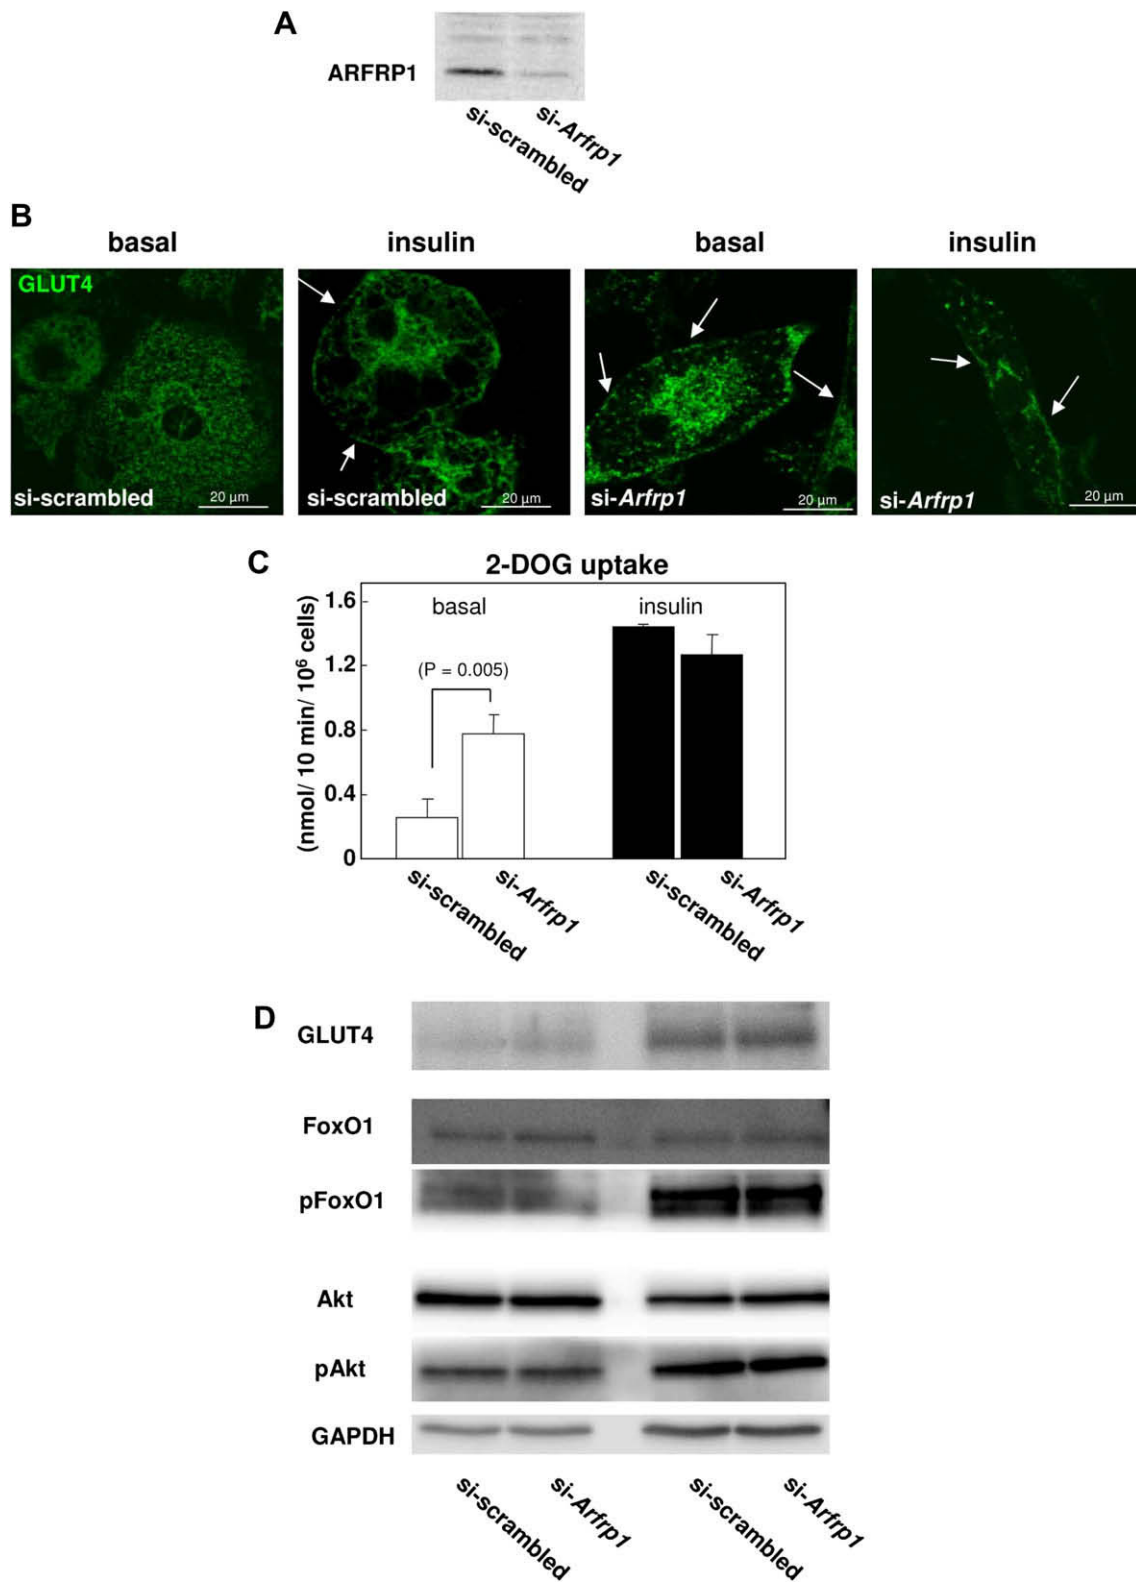 A
ARFRP1
si-scrambled
si-Arfrp1
B
basal
insulin
basal
insulin
GLUT4
si-scrambled
20 µm
si-scrambled
20 µm
si-Arfrp1
20 µm
si-Arfrp1
20 µm
C
2-DOG uptake
(nmol/ 10 min/ 10⁶ cells)
1.6
1.2
0.8
0.4
0
basal
insulin
(P = 0.005)
si-scrambled
si-Arfrp1
si-scrambled
si-Arfrp1
D
GLUT4
FoxO1
pFoxO1
Akt
pAkt
GAPDH
si-scrambled
si-Arfrp1
si-scrambled
si-Arfrp1